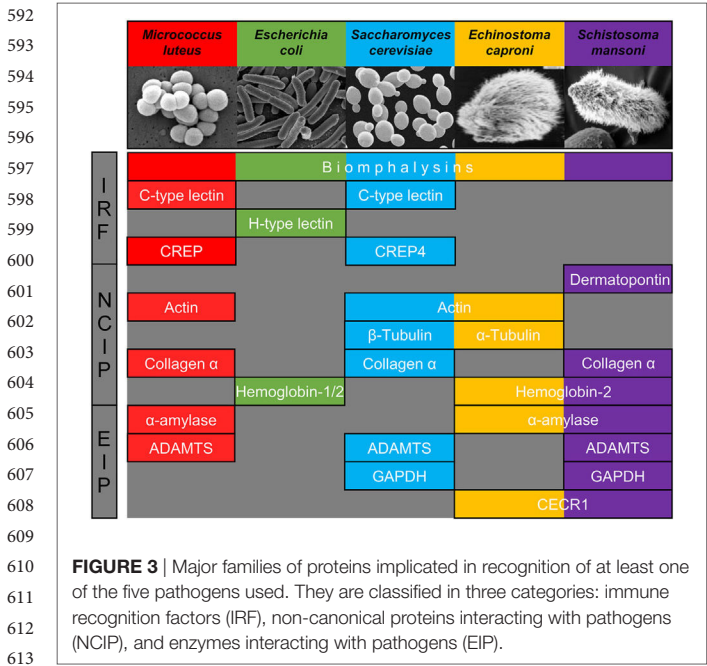 592
593
594
595
596
597
598
599
600
601
602
603
604
605
606
607
608
609
610
611
612
613
Micrococcus luteus
Escherichia coli
Saccharomyces cerevisiae
Echinostoma caproni
Schistosoma mansoni
IRF
Biomphalysins
C-type lectin
C-type lectin
H-type lectin
CREP
CREP4
NCIP
Dermatopontin
Actin
Actin
β-Tubulin
α-Tubulin
Collagen α
Collagen α
Collagen α
Hemoglobin-1/2
Hemoglobin-2
EIP
α-amylase
α-amylase
ADAMTS
ADAMTS
ADAMTS
GAPDH
GAPDH
CECR1
FIGURE 3 | Major families of proteins implicated in recognition of at least one
of the five pathogens used. They are classified in three categories: immune
recognition factors (IRF), non-canonical proteins interacting with pathogens
(NCIP), and enzymes interacting with pathogens (EIP).